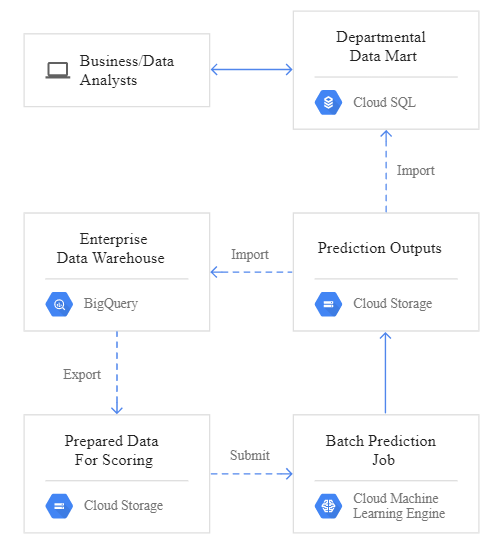 Business/Data
Analysts
Departmental
Data Mart
Cloud SQL
Import
Enterprise
Data Warehouse
BigQuery
Import
Prediction Outputs
Cloud Storage
Export
Prepared Data
For Scoring
Cloud Storage
Submit
Batch Prediction
Job
Cloud Machine
Learning Engine